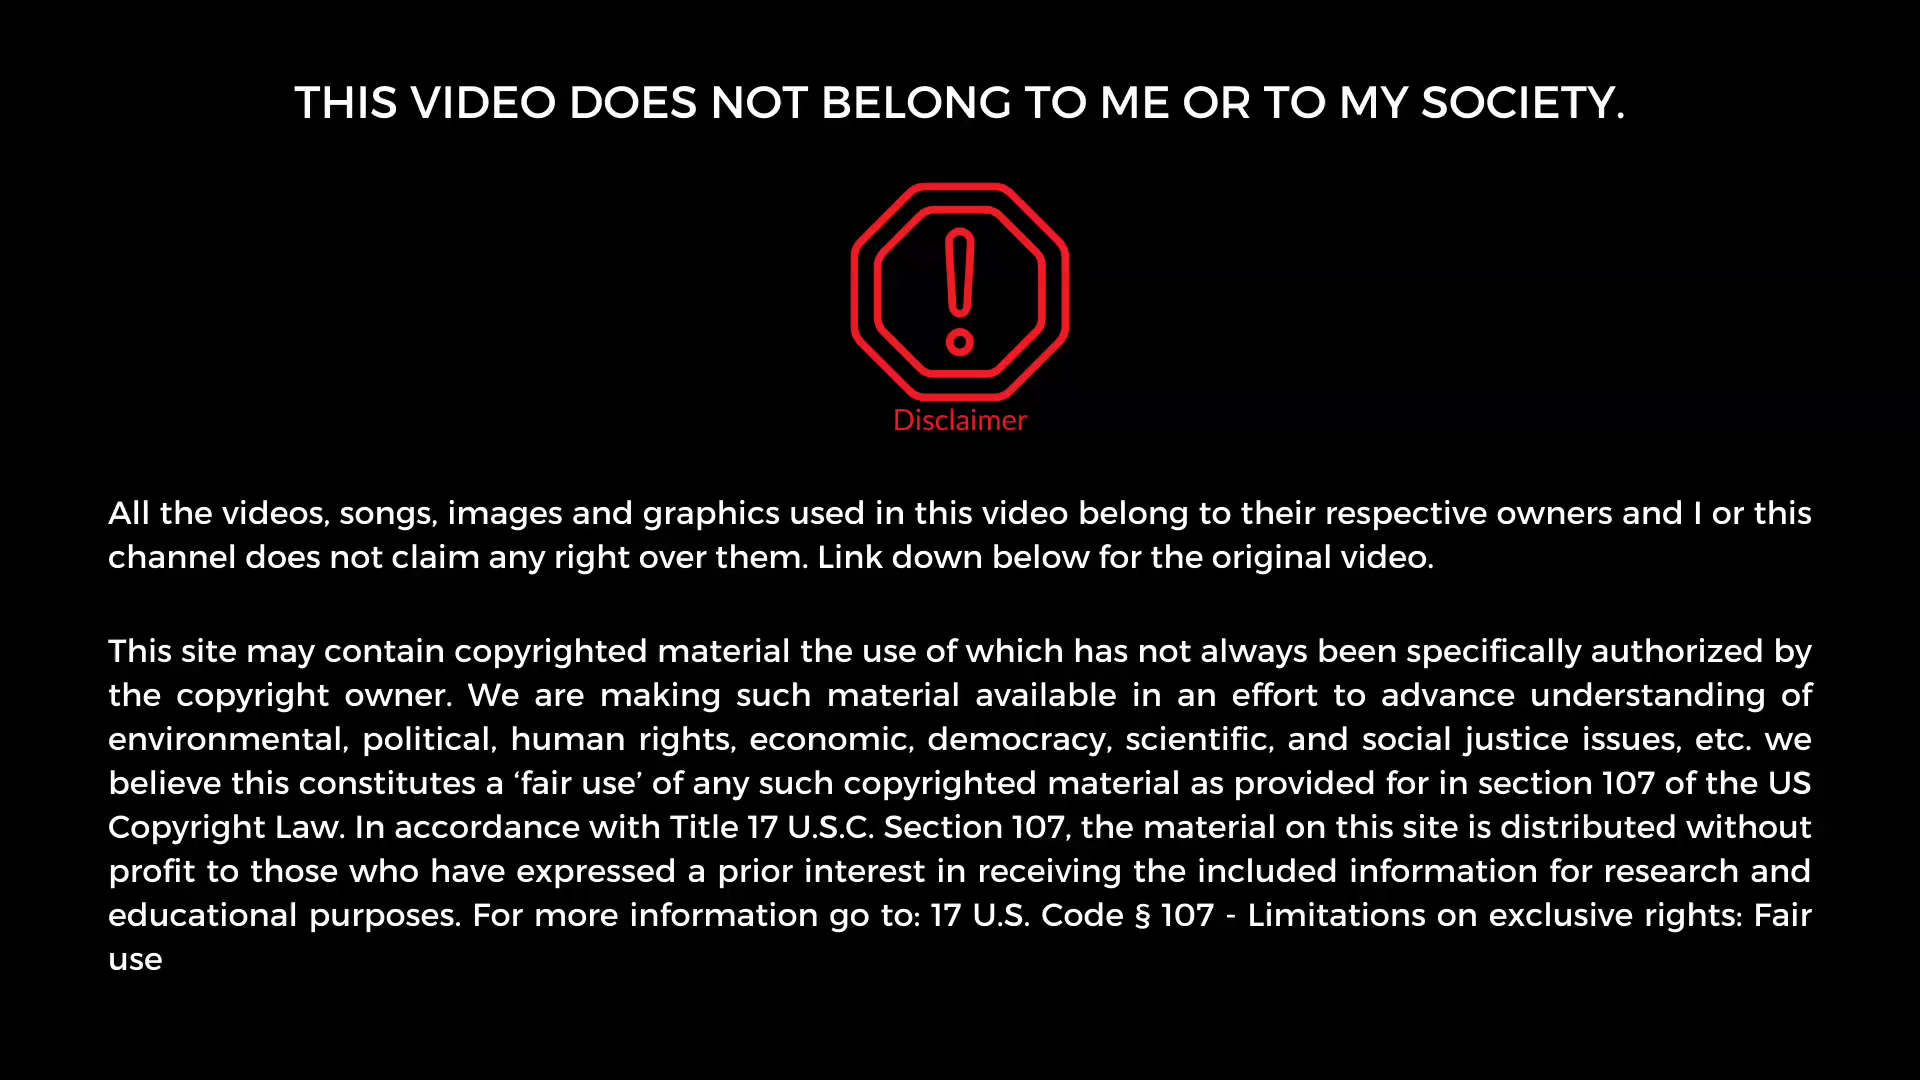 THIS VIDEO DOES NOT BELONG TO ME OR TO MY SOCIETY.
Disclaimer
All the videos, songs, images and graphics used in this video belong to their respective owners and I or this
channel does not claim any right over them. Link down below for the original video.
This site may contain copyrighted material the use of which has not always been specifically authorized by
the copyright owner. We are making such material available in an effort to advance understanding of
environmental, political, human rights, economic, democracy, scientific, and social justice issues, etc. we
believe this constitutes a ‘fair use’ of any such copyrighted material as provided for in section 107 of the US
Copyright Law. In accordance with Title 17 U.S.C. Section 107, the material on this site is distributed without
profit to those who have expressed a prior interest in receiving the included information for research and
educational purposes. For more information go to: 17 U.S. Code § 107 - Limitations on exclusive rights: Fair
use